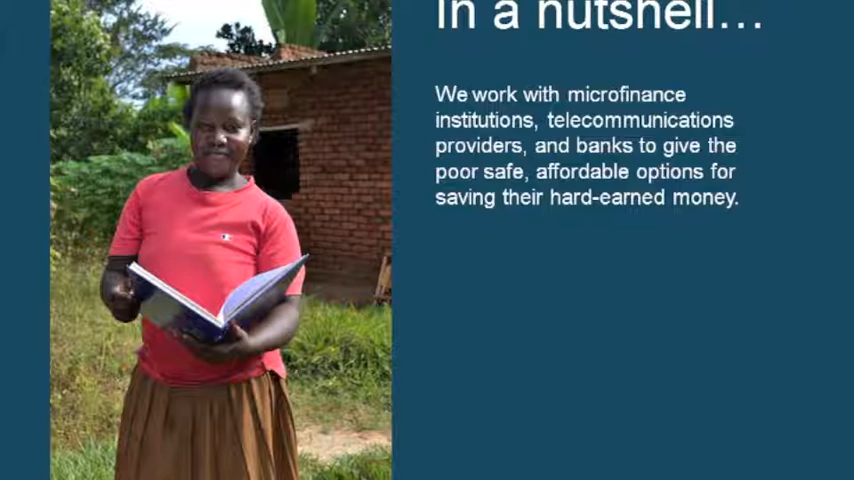 In a nutshell…
We work with microfinance
institutions, telecommunications
providers, and banks to give the
poor safe, affordable options for
saving their hard-earned money.